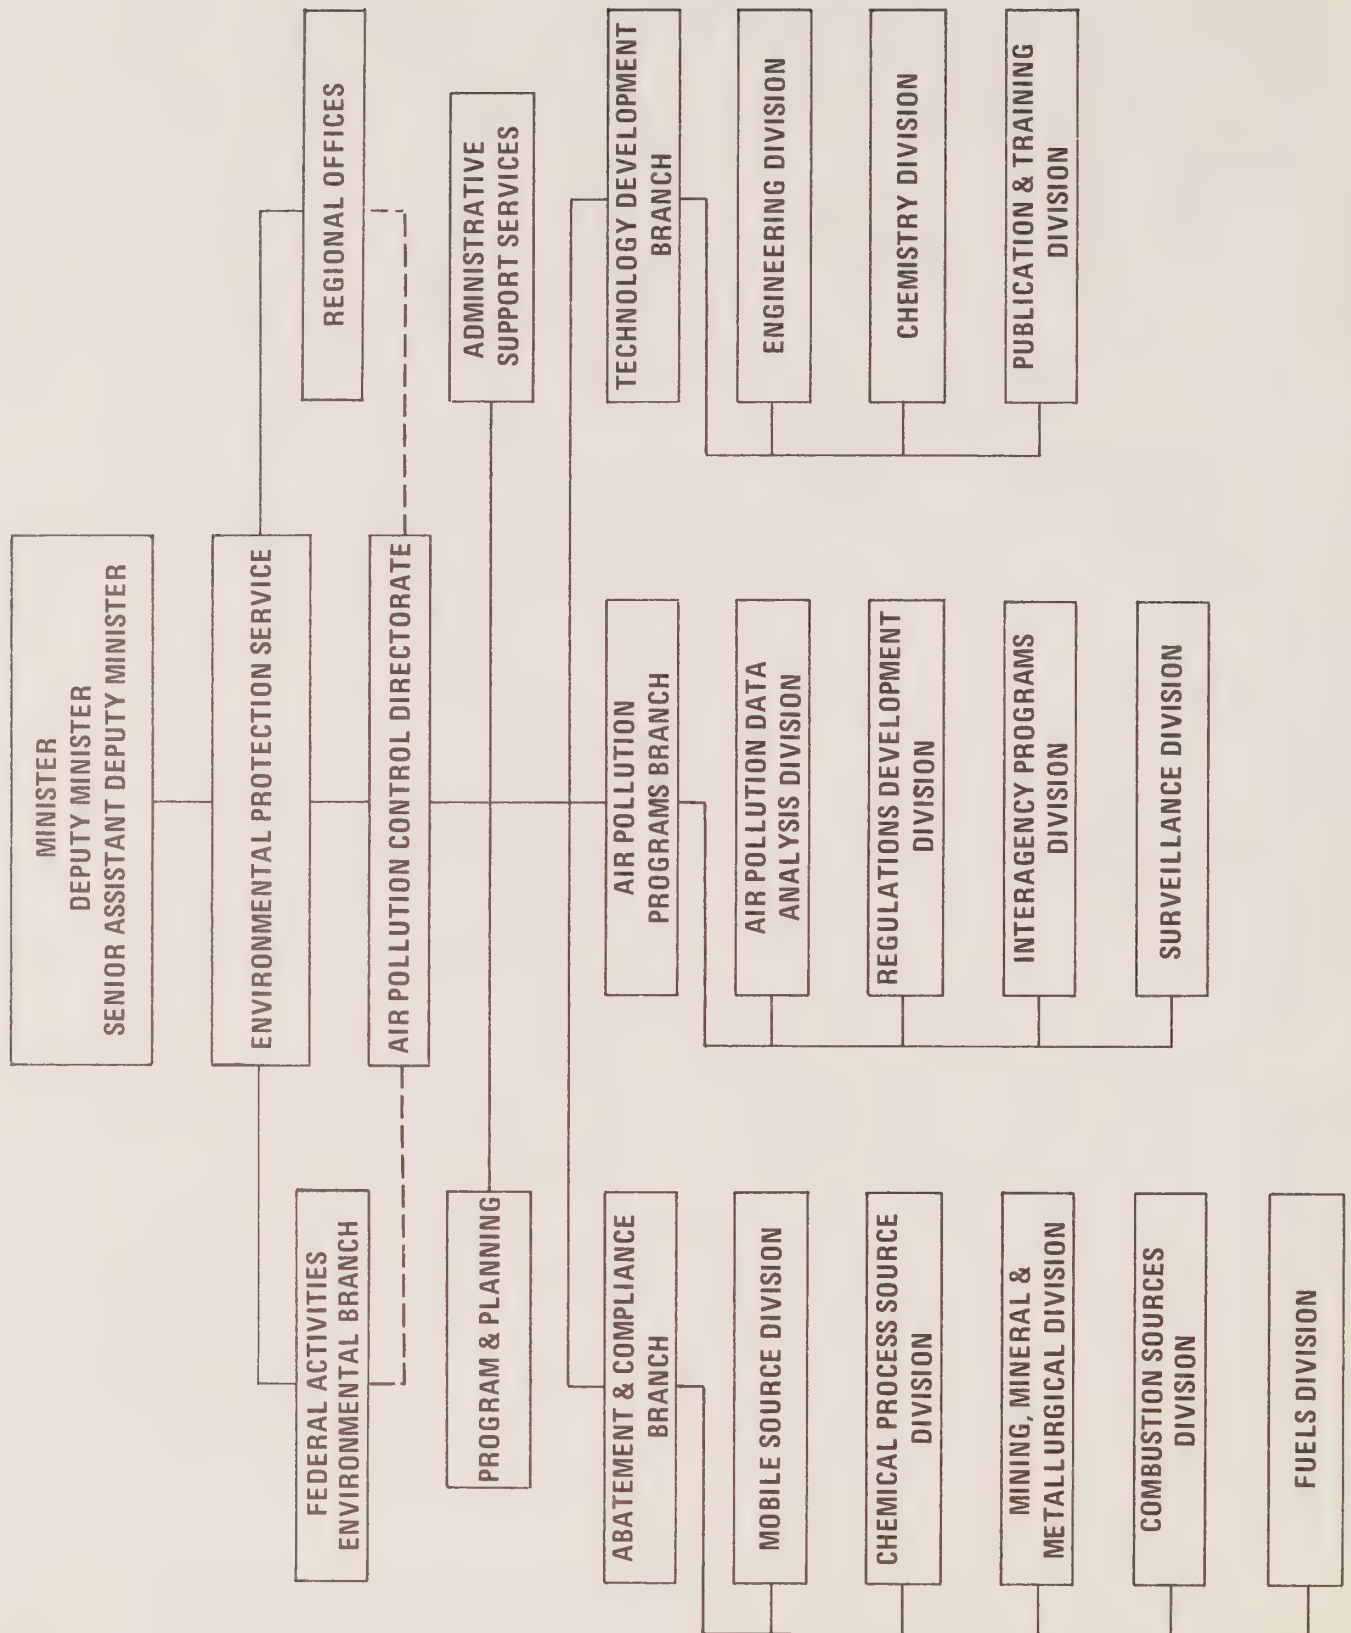 MINISTER
DEPUTY MINISTER
SENIOR ASSISTANT DEPUTY MINISTER
ENVIRONMENTAL PROTECTION SERVICE
FEDERAL ACTIVITIES
ENVIRONMENTAL BRANCH
REGIONAL OFFICES
AIR POLLUTION CONTROL DIRECTORATE
PROGRAM & PLANNING
ADMINISTRATIVE
SUPPORT SERVICES
ABATEMENT & COMPLIANCE
BRANCH
MOBILE SOURCE DIVISION
CHEMICAL PROCESS SOURCE
DIVISION
MINING, MINERAL &
METALLURGICAL DIVISION
COMBUSTION SOURCES
DIVISION
FUELS DIVISION
AIR POLLUTION
PROGRAMS BRANCH
AIR POLLUTION DATA
ANALYSIS DIVISION
REGULATIONS DEVELOPMENT
DIVISION
INTERAGENCY PROGRAMS
DIVISION
SURVEILLANCE DIVISION
TECHNOLOGY DEVELOPMENT
BRANCH
ENGINEERING DIVISION
CHEMISTRY DIVISION
PUBLICATION & TRAINING
DIVISION